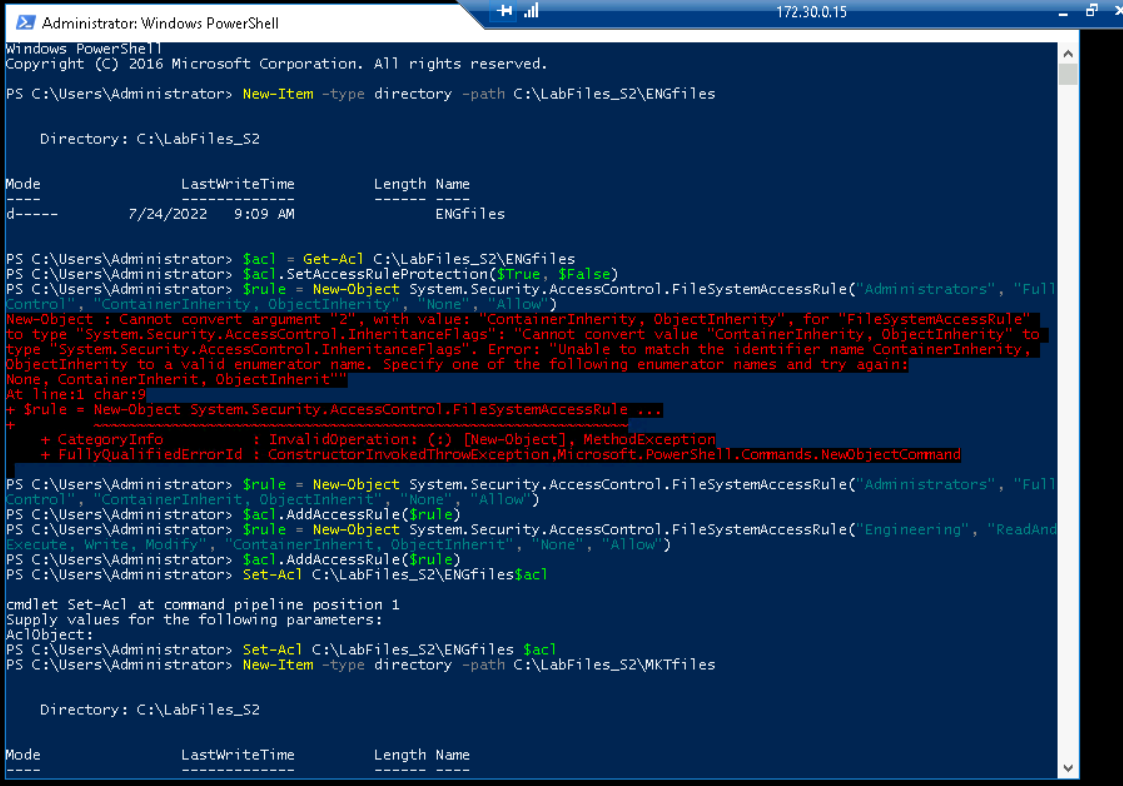 Administrator: Windows PowerShell
172.30.0.15
Windows PowerShell
Copyright (C) 2016 Microsoft Corporation. All rights reserved.
PS C:\Users\Administrator> New-Item -type directory -path C:\LabFiles_S2\ENGfiles
Directory: C:\LabFiles_S2
Mode LastWriteTime Length Name
---- ------------- ------ ----
d----- 7/24/2022 9:09 AM ENGfiles
PS C:\Users\Administrator> $acl = Get-Acl C:\LabFiles_S2\ENGfiles
PS C:\Users\Administrator> $acl.SetAccessRuleProtection($True, $False)
PS C:\Users\Administrator> $rule = New-Object System.Security.AccessControl.FileSystemAccessRule("Administrators", "Full
Control", "ContainerInherity, ObjectInherity", "None", "Allow")
New-Object : Cannot convert argument "2", with value: "ContainerInherity, ObjectInherity", for "FileSystemAccessRule"
to type "System.Security.AccessControl.InheritanceFlags": "Cannot convert value "ContainerInherity, ObjectInherity" to
type "System.Security.AccessControl.InheritanceFlags". Error: "Unable to match the identifier name ContainerInherity,
ObjectInherity to a valid enumerator name. Specify one of the following enumerator names and try again:
None, ContainerInherit, ObjectInherit""
At line:1 char:9
+ $rule = New-Object System.Security.AccessControl.FileSystemAccessRule ...
+ ~~~~~~~~~~~~~~~~~~~~~~~~~~~~~~~~~~~~~~~~~~~~~~~~~~~~~~~~~~~~~
+ CategoryInfo : InvalidOperation: (:) [New-Object], MethodException
+ FullyQualifiedErrorId : ConstructorInvokedThrowException,Microsoft.PowerShell.Commands.NewObjectCommand
PS C:\Users\Administrator> $rule = New-Object System.Security.AccessControl.FileSystemAccessRule("Administrators", "Full
Control", "ContainerInherit, ObjectInherit", "None", "Allow")
PS C:\Users\Administrator> $acl.AddAccessRule($rule)
PS C:\Users\Administrator> $rule = New-Object System.Security.AccessControl.FileSystemAccessRule("Engineering", "ReadAnd
Execute, Write, Modify", "ContainerInherit, ObjectInherit", "None", "Allow")
PS C:\Users\Administrator> $acl.AddAccessRule($rule)
PS C:\Users\Administrator> Set-Acl C:\LabFiles_S2\ENGfiles$acl
cmdlet Set-Acl at command pipeline position 1
Supply values for the following parameters:
AclObject:
PS C:\Users\Administrator> Set-Acl C:\LabFiles_S2\ENGfiles $acl
PS C:\Users\Administrator> New-Item -type directory -path C:\LabFiles_S2\MKTfiles
Directory: C:\LabFiles_S2
Mode LastWriteTime Length Name
---- ------------- ------ ----